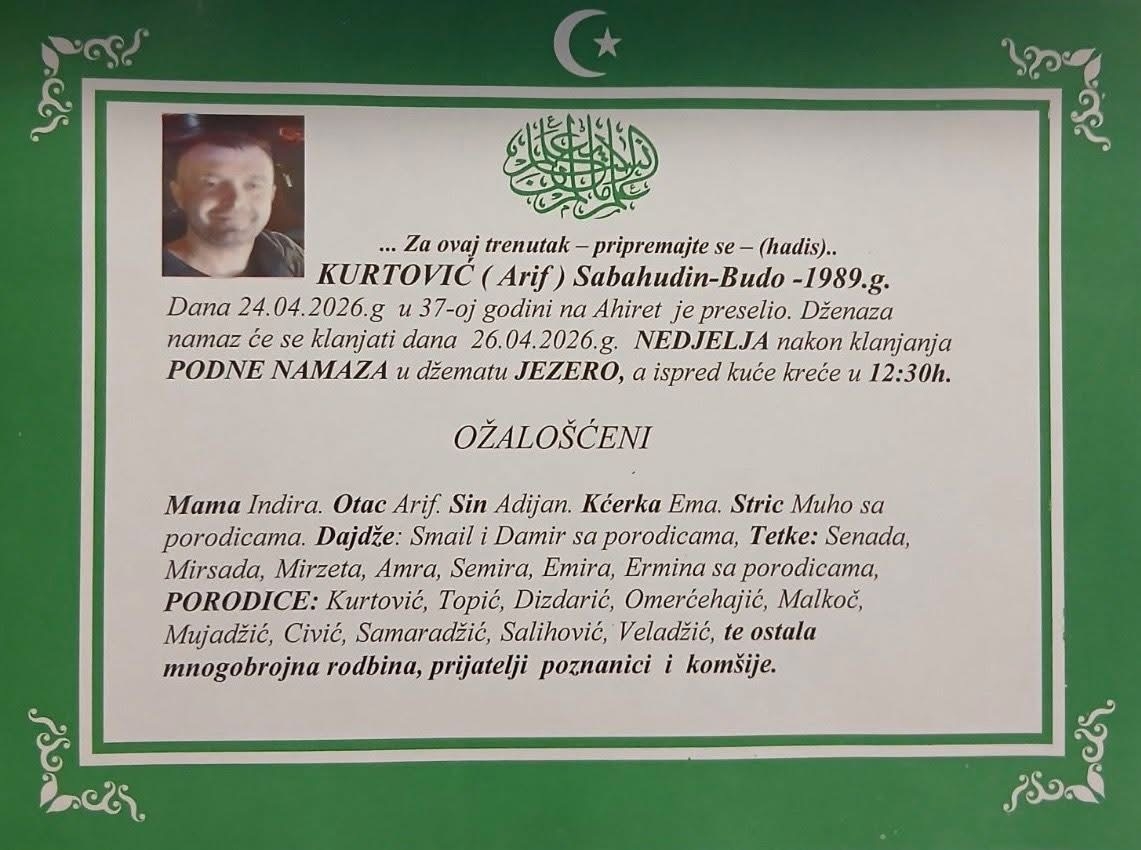 ... Za ovaj trenutak – pripremajte se – (hadis)..
KURTOVIĆ ( Arif ) Sabahudin-Budo -1989.g.
Dana 24.04.2026.g u 37-oj godini na Ahiret je preselio. Dženaza
namaz će se klanjati dana 26.04.2026.g. NEDJELJA nakon klanjanja
PODNE NAMAZA u džematu JEZERO, a ispred kuće kreće u 12:30h.
OŽALOŠĆENI
Mama Indira. Otac Arif. Sin Adijan. Kćerka Ema. Stric Muho sa
porodicama. Dajdže: Smail i Damir sa porodicama, Tetke: Senada,
Mirsada, Mirzeta, Amra, Semira, Emira, Ermina sa porodicama,
PORODICE: Kurtović, Topić, Dizdarić, Omerćehajić, Malkoč,
Mujadžić, Civić, Samaradžić, Salihović, Veladžić, te ostala
mnogobrojna rodbina, prijatelji poznanici i komšije.